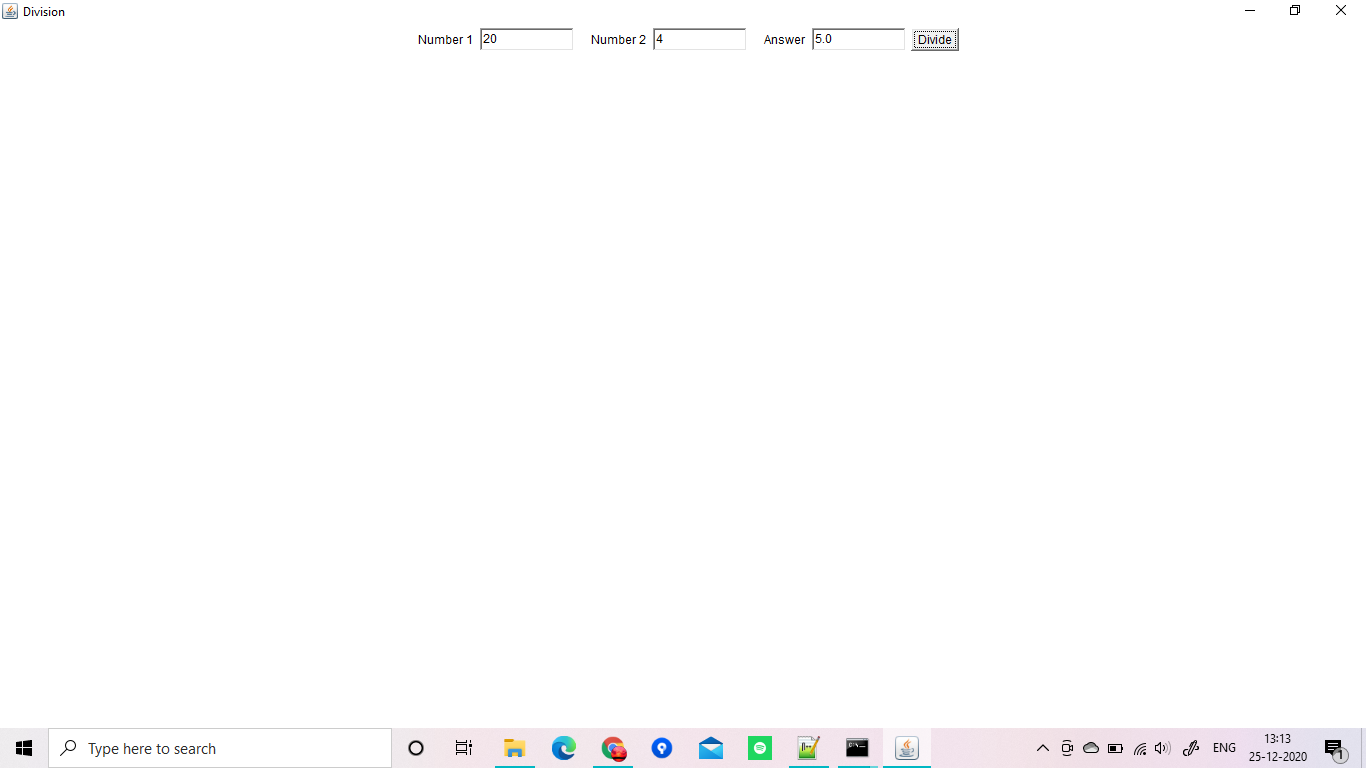 Division
Number 1 20 Number 2 4 Answer 5.0 Divide
Type here to search
ENG
13:13
25-12-2020
1